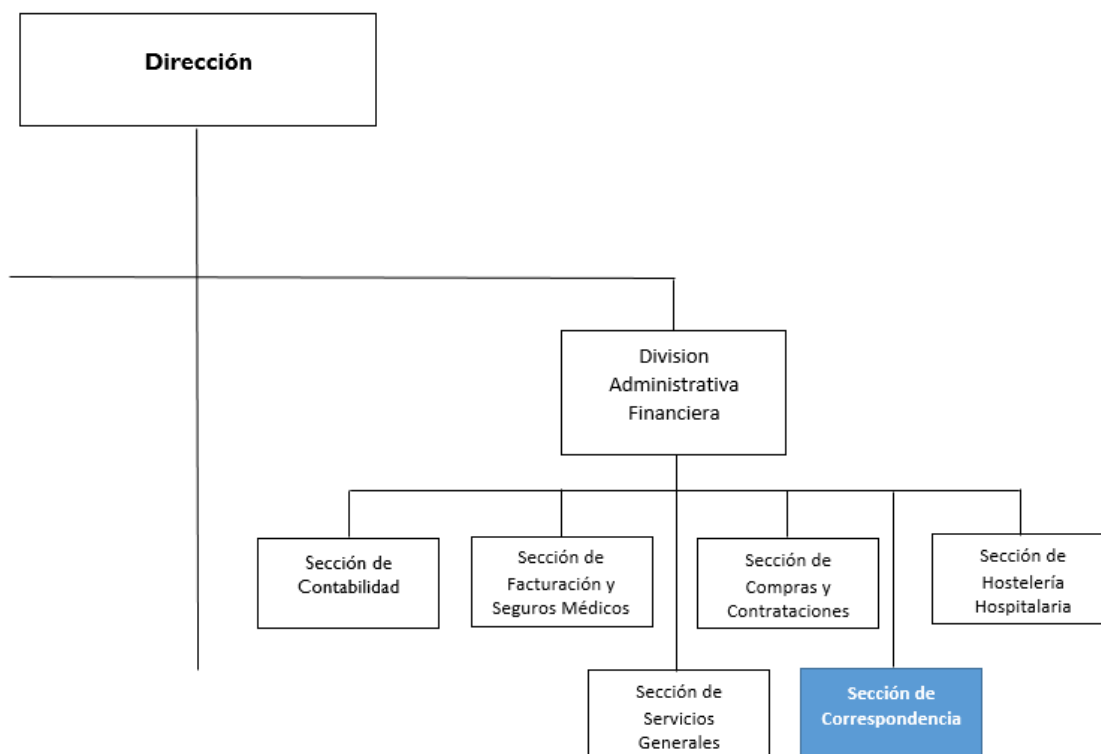 Dirección
Division
Administrativa
Financiera
Sección de
Contabilidad
Sección de
Facturación y
Seguros Médicos
Sección de
Compras y
Contrataciones
Sección de
Hostelería
Hospitalaria
Sección de
Servicios
Generales
Sección de
Correspondencia